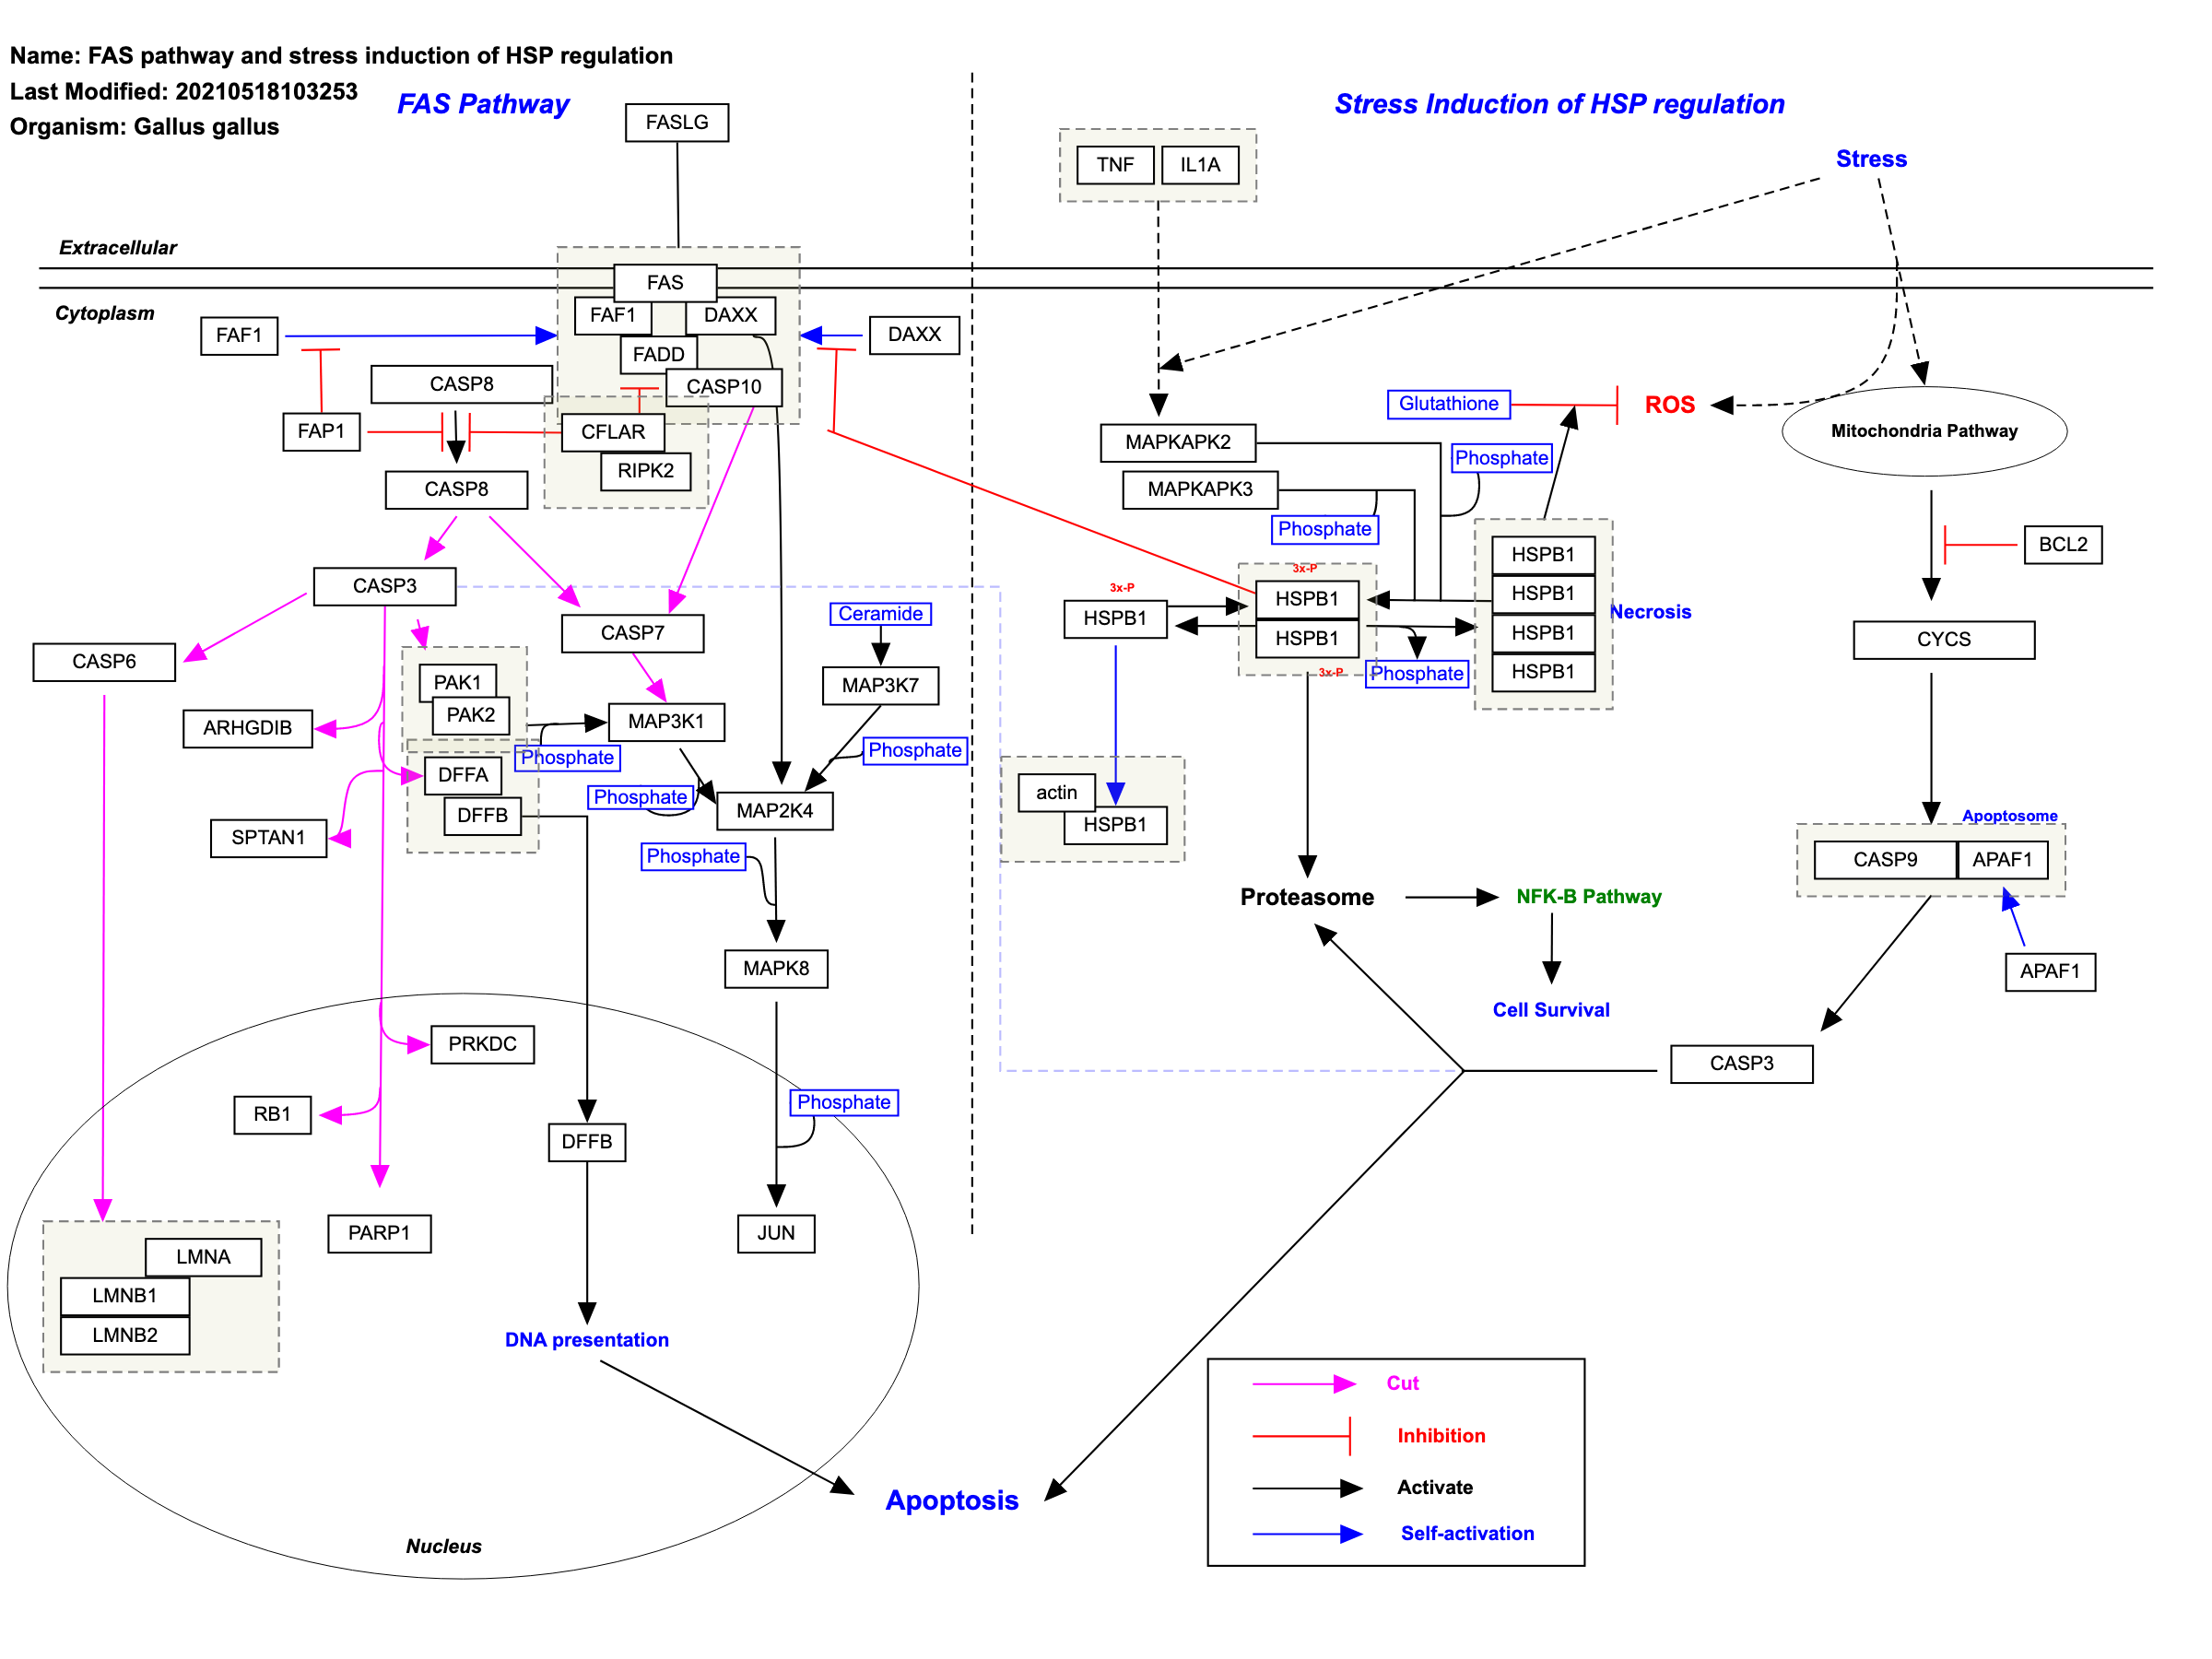 Name: FAS pathway and stress induction of HSP regulation
Last Modified: 20210518103253
Organism: Gallus gallus
FAS Pathway
Stress Induction of HSP regulation
FASLG
TNF
IL1A
Stress
Extracellular
Cytoplasm
FAS
FAF1
DAXX
FAF1
FADD
DAXX
CASP8
CASP10
FAP1
CFLAR
RIPK2
CASP8
Glutathione
ROS
Mitochondria Pathway
MAPKAPK2
Phosphate
MAPKAPK3
Phosphate
BCL2
CASP3
CASP7
CASP6
Ceramide
MAP3K7
3x-P
HSPB1
3x-P
HSPB1
HSPB1
3x-P
Phosphate
HSPB1
HSPB1
HSPB1
HSPB1
Necrosis
CYCS
PAK1
PAK2
ARHGDIB
MAP3K1
Phosphate
Phosphate
DFFA
DFFB
Phosphate
MAP2K4
SPTAN1
Phosphate
actin
HSPB1
Apoptosome
CASP9
APAF1
Proteasome
NFK-B Pathway
MAPK8
APAF1
Cell Survival
PRKDC
CASP3
RB1
Phosphate
DFFB
PARP1
JUN
LMNA
LMNB1
LMNB2
DNA presentation
Apoptosis
Nucleus
Cut
Inhibition
Activate
Self-activation